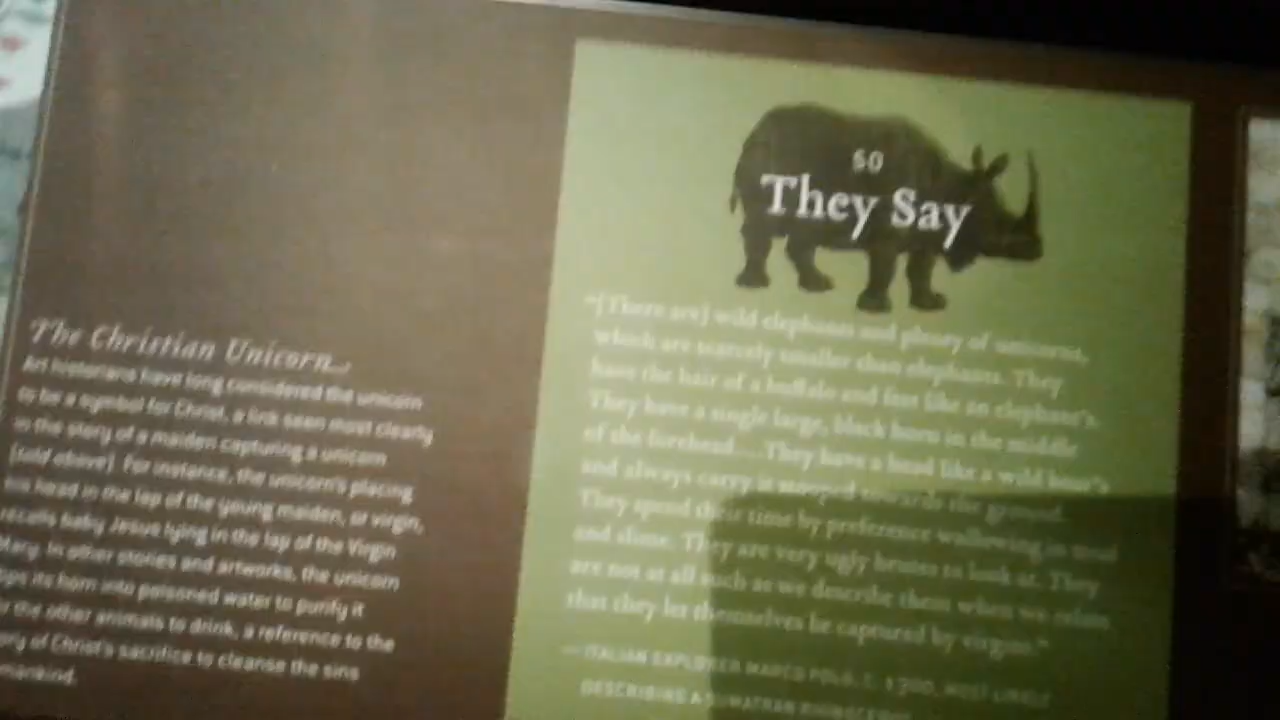 The Christian Unicorn
Art historians have long considered the unicorn
to be a symbol for Christ, a link seen most clearly
in the story of a maiden capturing a unicorn
(told above). For instance, the unicorn's placing
his head in the lap of the young maiden, or virgin,
recalls baby Jesus lying in the lap of the Virgin
Mary. In other stories and artworks, the unicorn
its horn into poisoned water to purify it
the other animals to drink, a reference to the
of Christ's sacrifice to cleanse the sins
mankind.
SO
They Say
"[There are] wild elephants and plenty of unicorns,
which are scarcely smaller than elephants. They
have the hair of a buffalo and feet like an elephant's.
They have a single large, black horn in the middle
of the forehead.... They have a head like a wild boar's
and always carry it stooped towards the ground.
They spend their time by preference wallowing in mud
and slime. They are very ugly brutes to look at. They
are not at all such as we describe them when we relate
that they let themselves be captured by virgins."
—ITALIAN EXPLORER MARCO POLO, C. 1300, MOST LIKELY
DESCRIBING A SUMATRAN RHINOCEROS